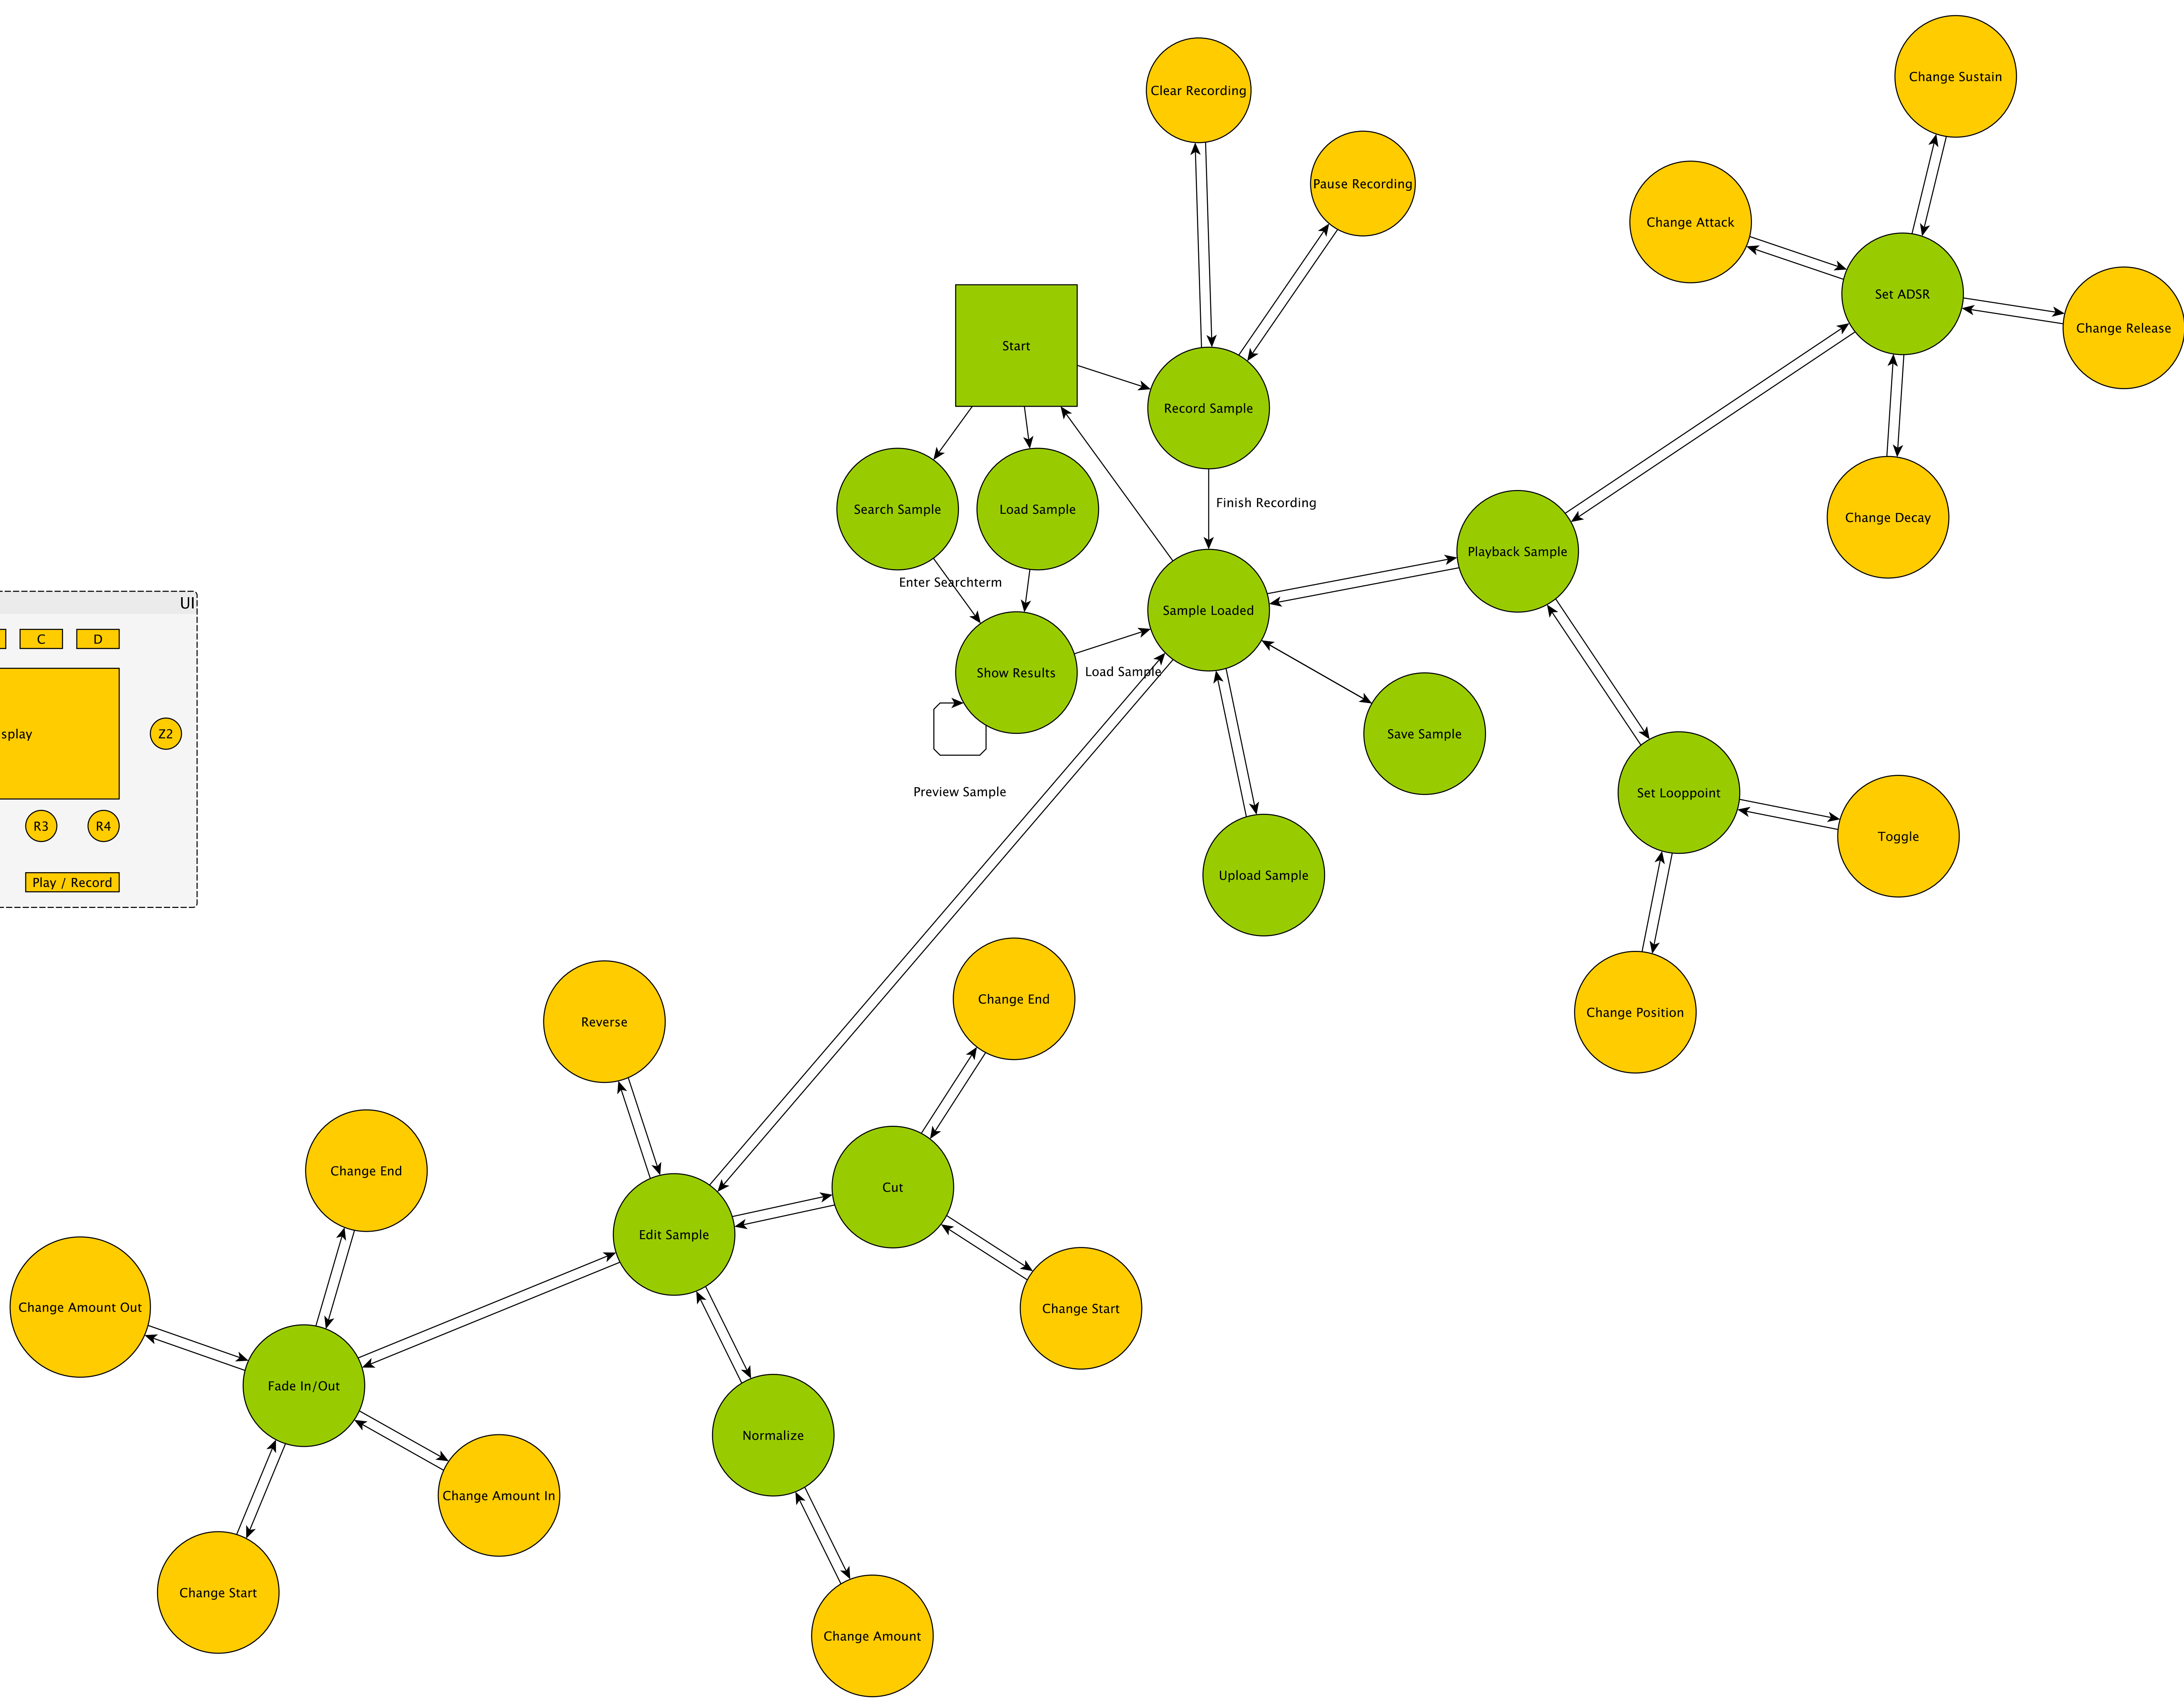 Change Sustain
Clear Recording
Pause Recording
Change Attack
Set ADSR
Change Release
Start
Record Sample
Finish Recording
Search Sample
Load Sample
Change Decay
Playback Sample
Enter Searchterm
Sample Loaded
Show Results
Load Sample
Save Sample
Preview Sample
Set Looppoint
Toggle
Upload Sample
UI
C
D
splay
Z2
R3
R4
Play / Record
Change End
Reverse
Change Position
Change End
Cut
Edit Sample
Change Amount Out
Change Start
Fade In/Out
Normalize
Change Amount In
Change Start
Change Amount